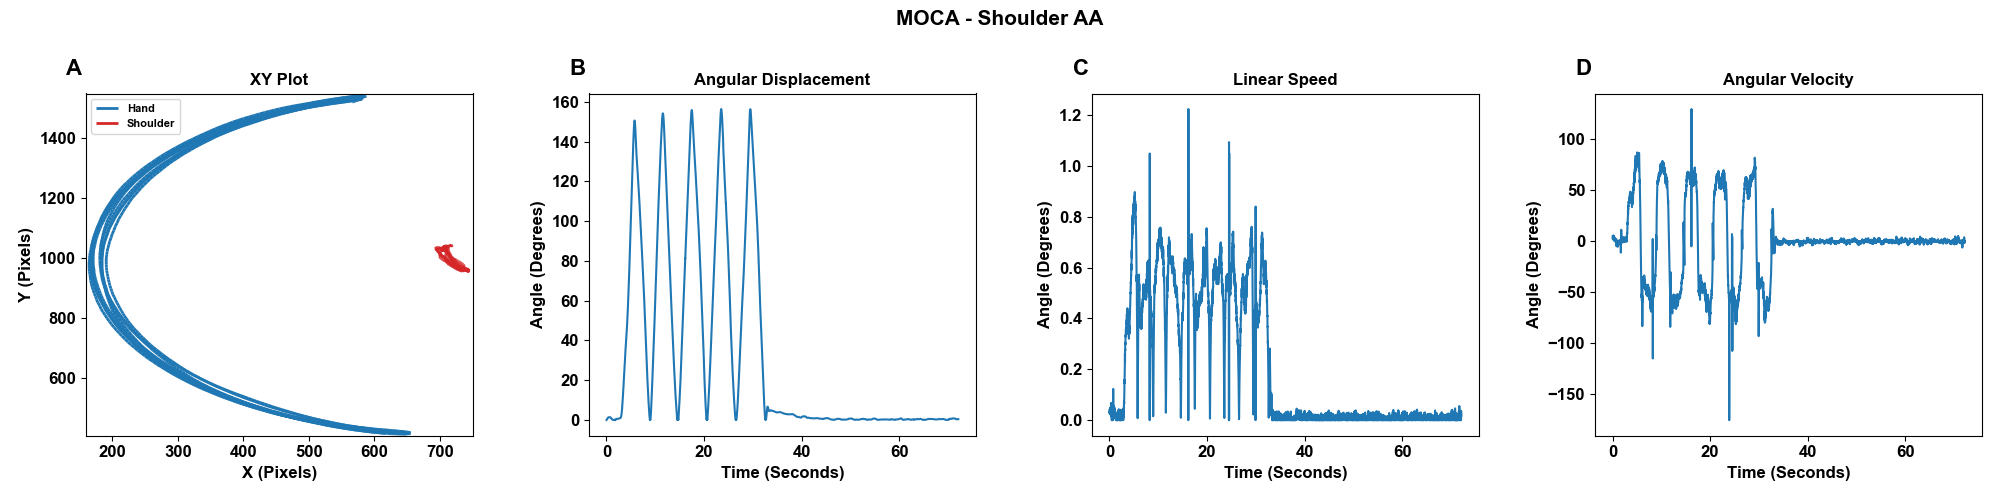 MOCA - Shoulder AA
A
XY Plot
Hand
Shoulder
1400
1200
1000
800
600
Y (Pixels)
200 300 400 500 600 700
X (Pixels)
B
Angular Displacement
160
140
120
100
80
60
40
20
0
Angle (Degrees)
0 20 40 60
Time (Seconds)
C
Linear Speed
1.2
1.0
0.8
0.6
0.4
0.2
0.0
Angle (Degrees)
0 20 40 60
Time (Seconds)
D
Angular Velocity
100
50
0
−50
−100
−150
Angle (Degrees)
0 20 40 60
Time (Seconds)